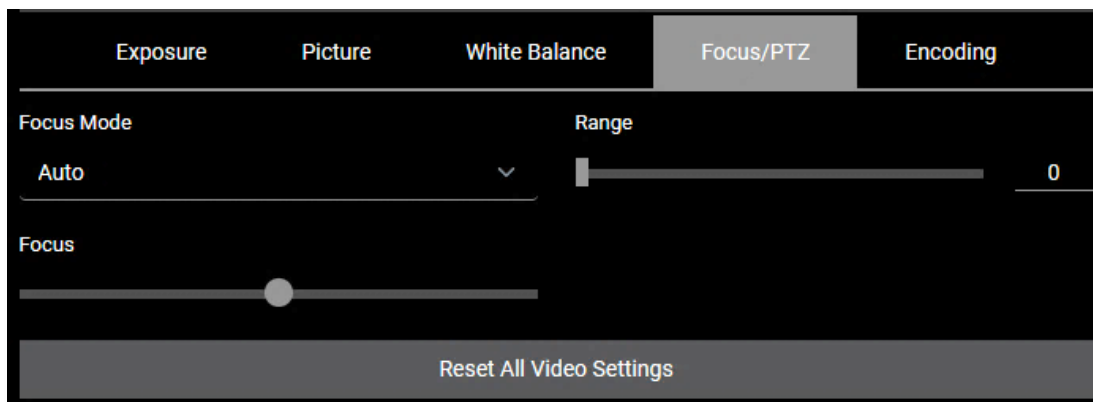 Exposure Picture White Balance Focus/PTZ Encoding
Focus Mode Range
Auto 0
Focus
Reset All Video Settings